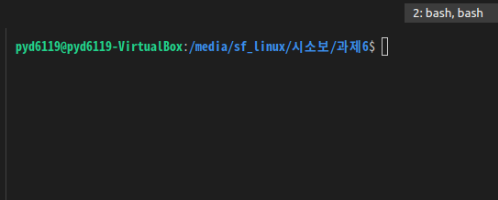 2: bash, bash
pyd6119@pyd6119-VirtualBox:/media/sf_linux/시소보/과제6$